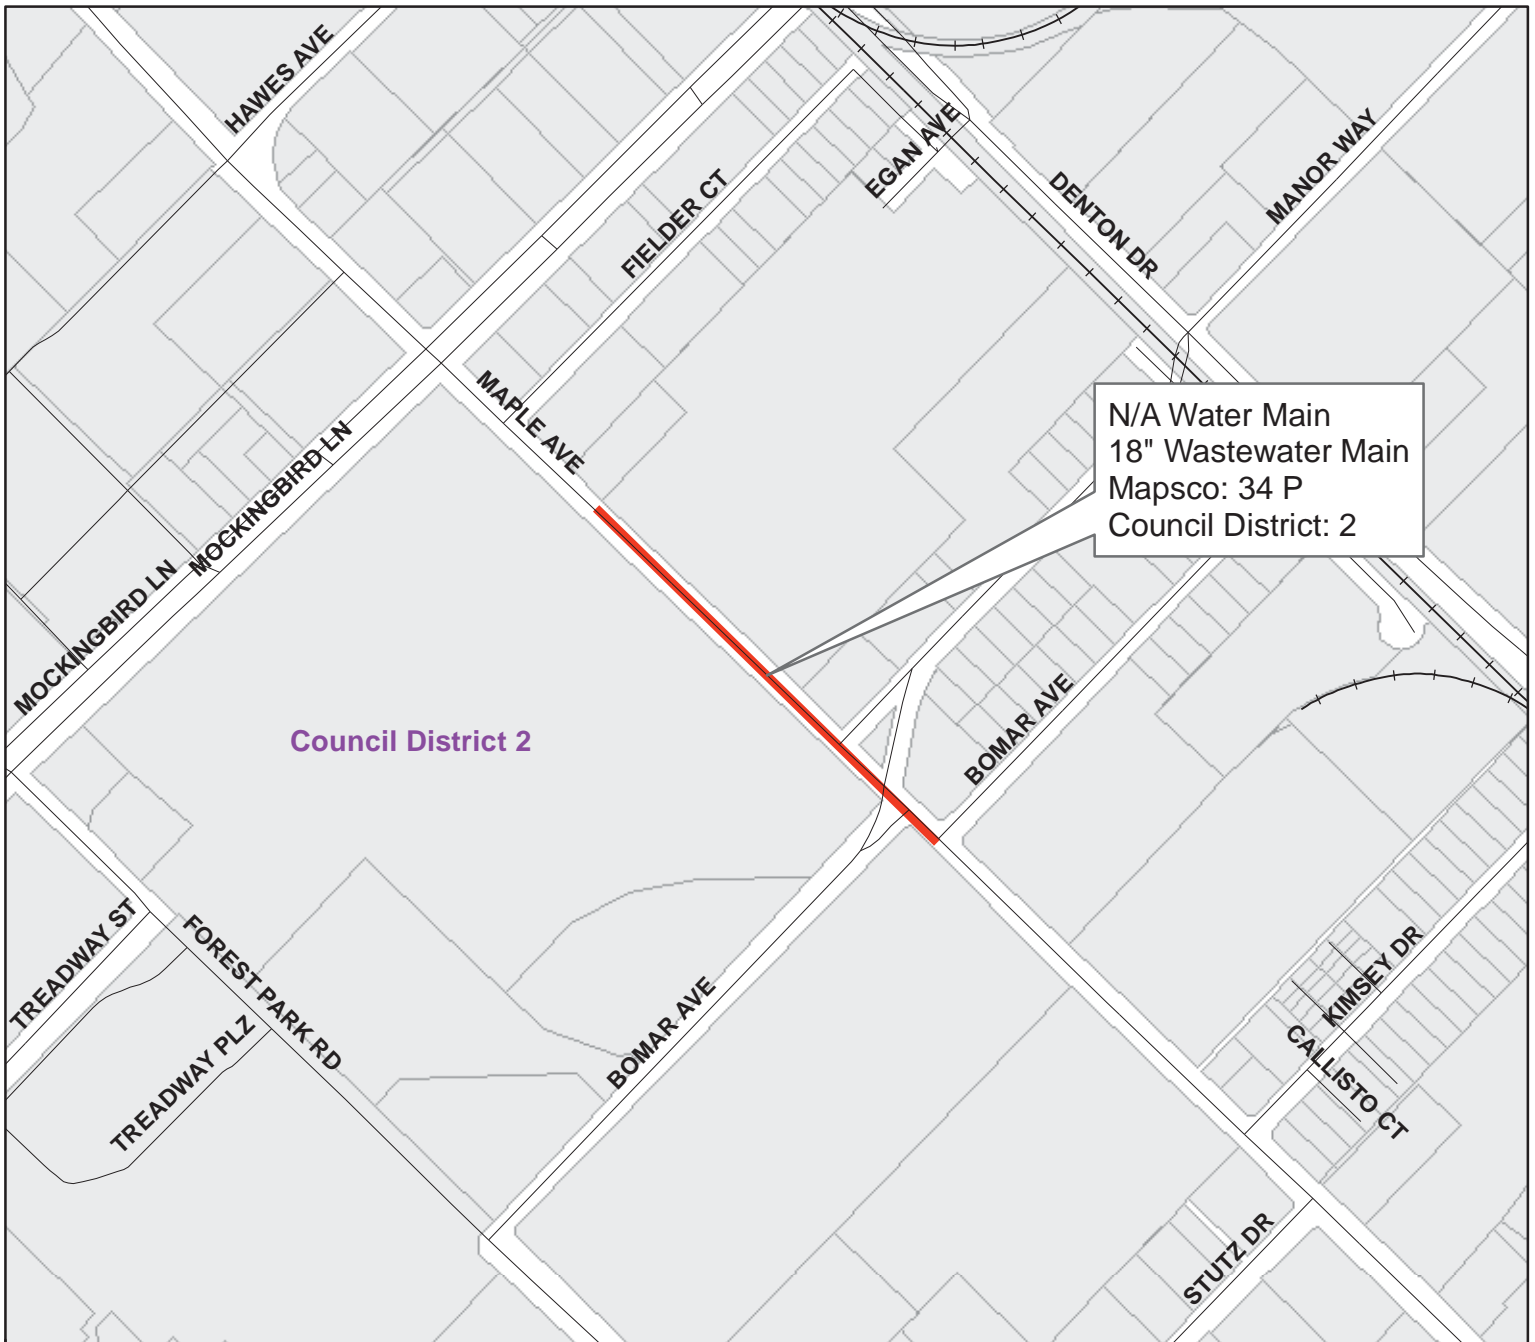 HAWES AVE
EGAN AVE
MANOR WAY
FIELDER CT
DENTON DR
MAPLE AVE
N/A Water Main
18" Wastewater Main
Mapsco: 34 P
Council District: 2
MOCKINGBIRD LN
MOCKINGBIRD LN
Council District 2
BOMAR AVE
TREADWAY ST
FOREST PARK RD
KIMSEY DR
BOMAR AVE
TREADWAY PLZ
CALLISTO CT
STUTZ DR